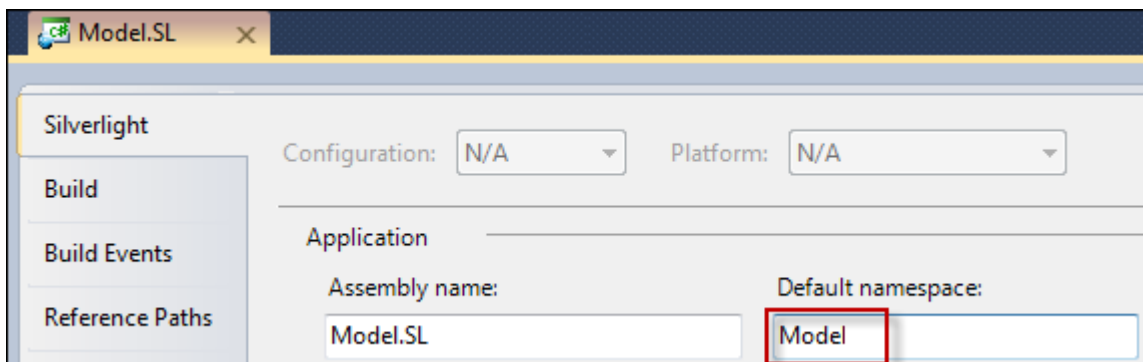 C# Model.SL
Silverlight
Configuration: N/A Platform: N/A
Build
Application
Build Events
Assembly name: Default namespace:
Reference Paths
Model.SL Model